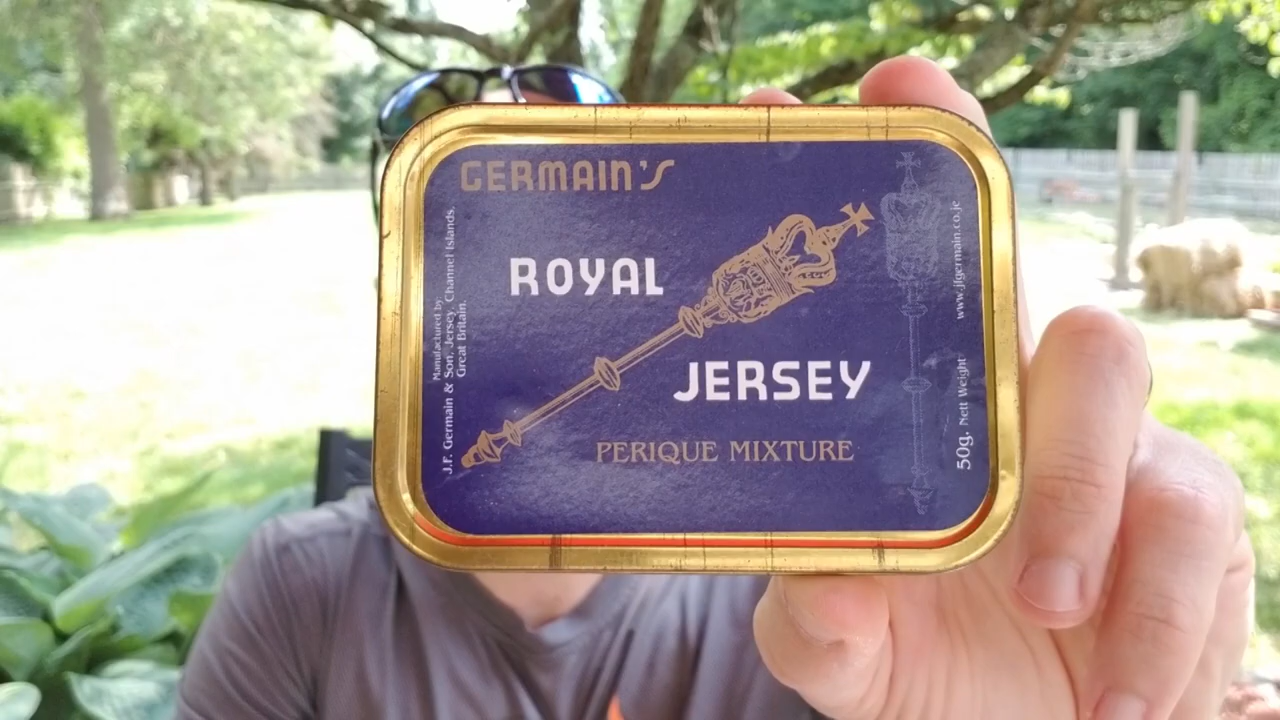 GERMAIN'S
ROYAL
JERSEY
PERIQUE MIXTURE
Manufactured by:
J.F. Germain & Son, Jersey, Channel Islands.
Great Britain.
50g. Nett Weight
www.jfgermain.co.je